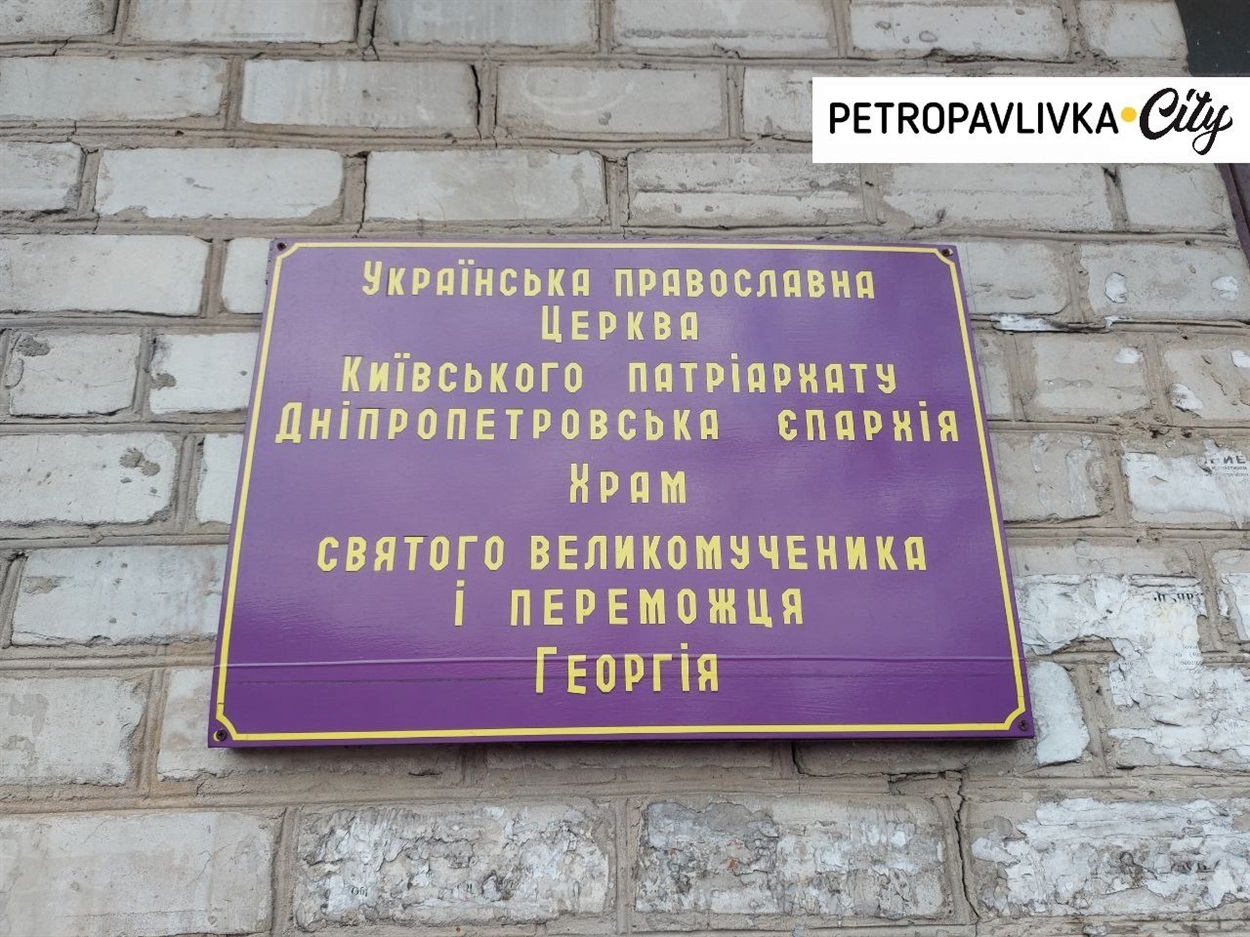 PETROPAVLIVKA•City
Українська православна
Церква
Київського патріархату
Дніпропетровська єпархія
Храм
святого великомученика
і переможця
Георгія